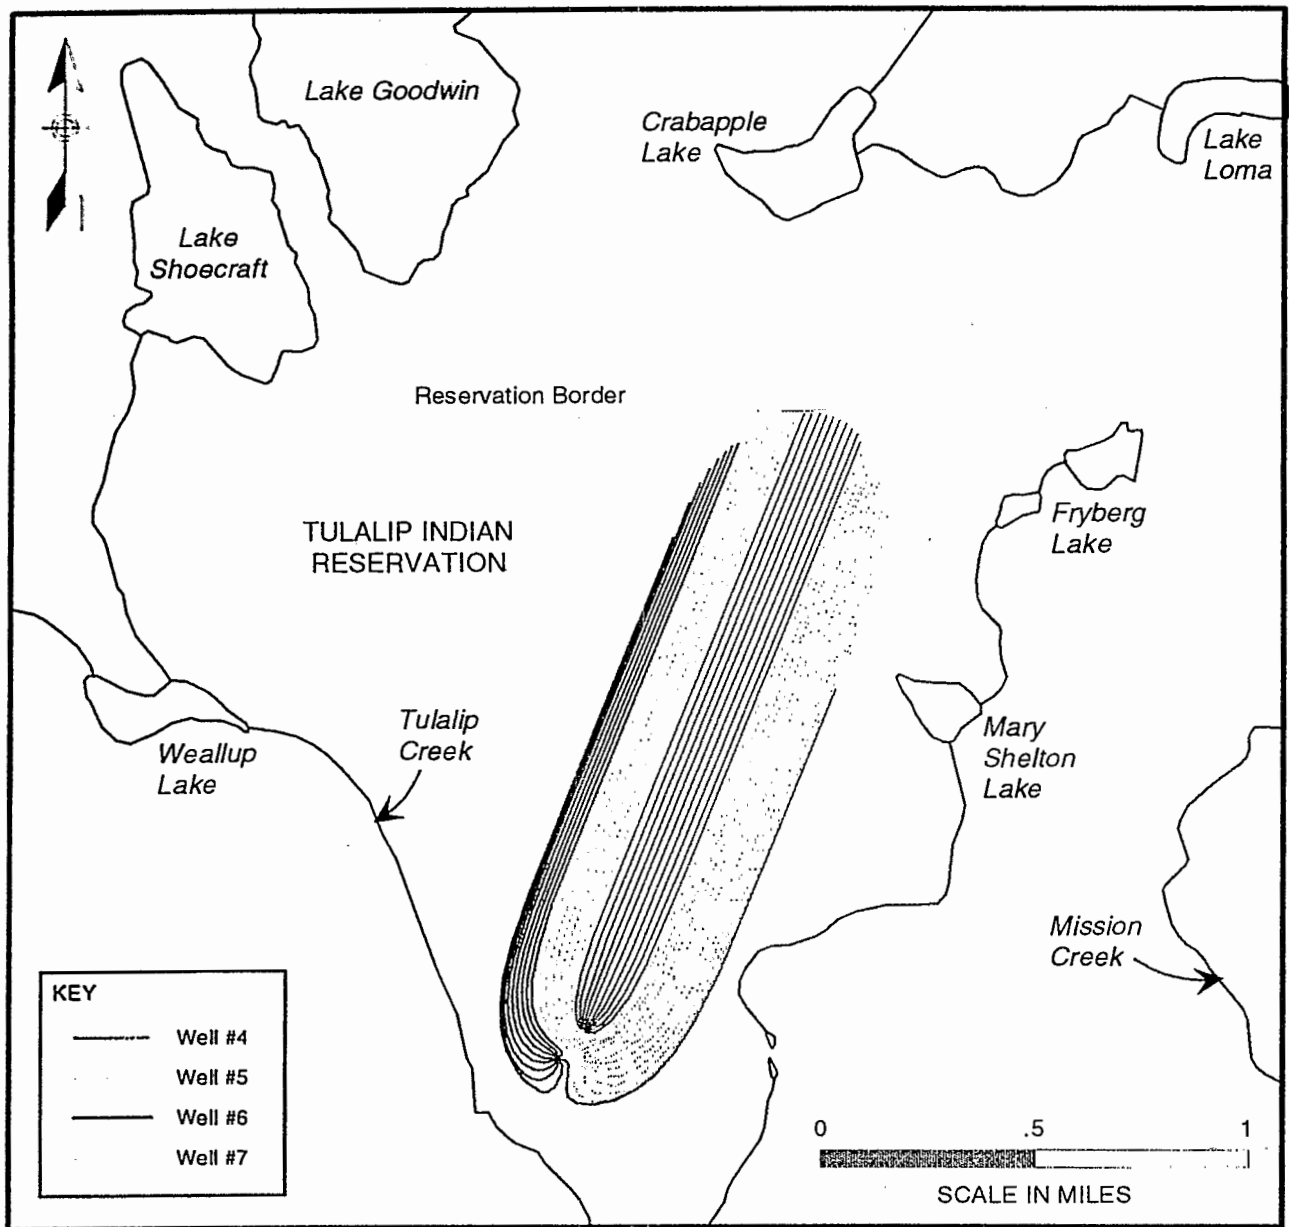 Lake Goodwin
Crabapple
Lake
Lake
Loma
Lake
Shoecraft
Reservation Border
TULALIP INDIAN
RESERVATION
Fryberg
Lake
Tulalip
Creek
Weallup
Lake
Mary
Shelton
Lake
Mission
Creek
KEY
Well #4
Well #5
Well #6
Well #7
0 .5 1
SCALE IN MILES